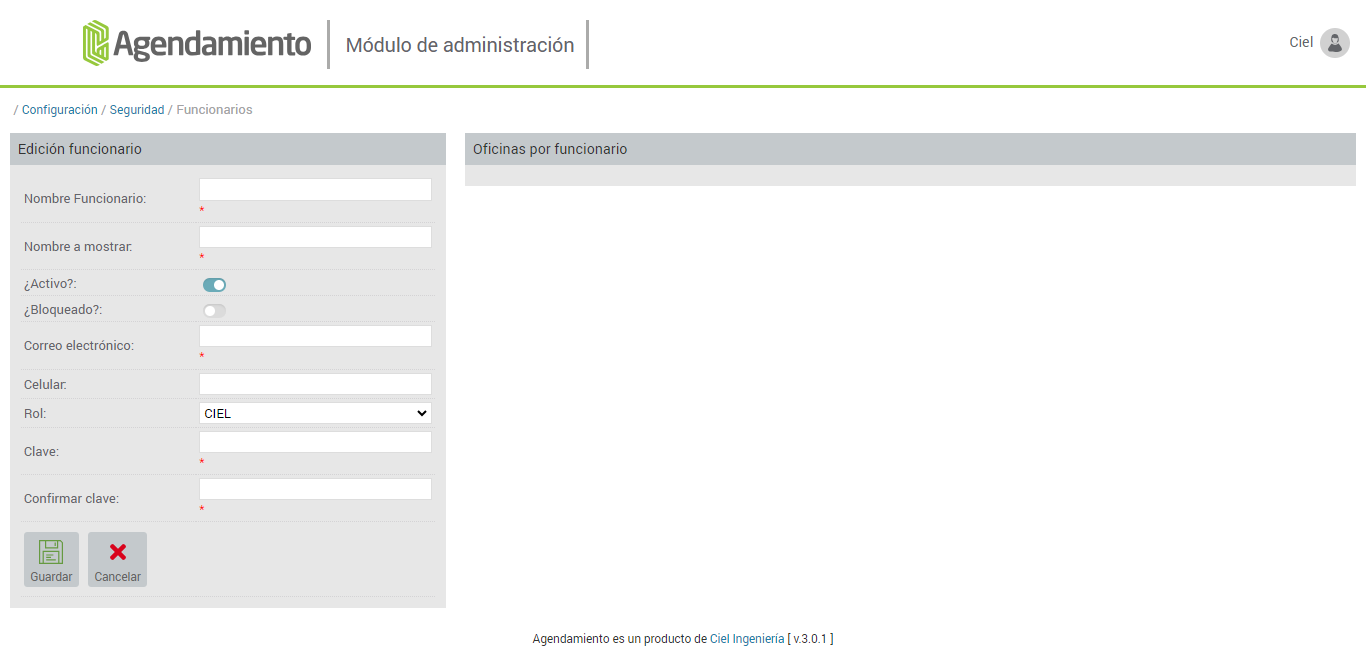 Agendamiento
Módulo de administración
Ciel
/ Configuración / Seguridad / Funcionarios
Edición funcionario
Nombre Funcionario:
*
Nombre a mostrar:
*
¿Activo?:
¿Bloqueado?:
Correo electrónico:
*
Celular:
Rol:
CIEL
Clave:
*
Confirmar clave:
*
Guardar
Cancelar
Oficinas por funcionario
Agendamiento es un producto de Ciel Ingeniería [ v.3.0.1 ]